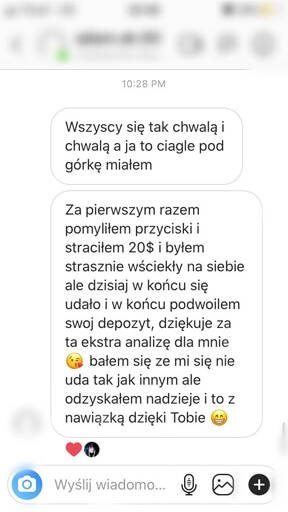 10:28 PM
Wszyscy się tak chwalą i
chwalą a ja to ciagle pod
górkę miałem
Za pierwszym razem
pomyliłem przyciski i
straciłem 20$ i byłem
strasznie wściekły na siebie
ale dzisiaj w końcu się
udało i w końcu podwoilem
swoj depozyt, dziękuje za
ta ekstra analizę dla mnie
😘 bałem się ze mi się nie
uda tak jak innym ale
odzyskałem nadzieje i to z
nawiązką dzięki Tobie 😁
Wyślij wiadomo...